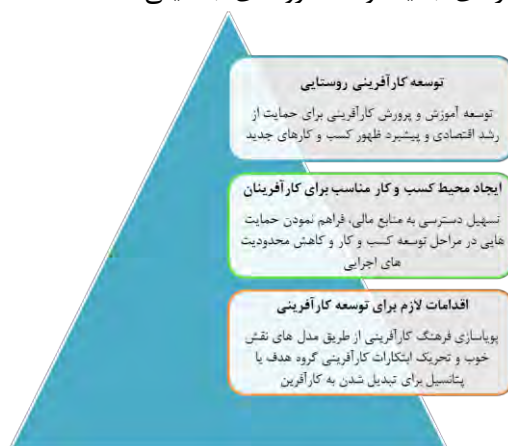 توسعه کارآفرینی روستایی
توسعه آموزش و پرورش کارآفرینی برای حمایت از
رشد اقتصادی و پیشبرد ظهور کسب و کارهای جدید
ایجاد محیط کسب و کار مناسب برای کارآفرینان
تسهیل دسترسی به منابع مالی، فراهم نمودن حمایت
هایی در مراحل توسعه کسب و کار و کاهش محدودیت
های اجرایی
اقدامات لازم برای توسعه کارآفرینی
پویاسازی فرهنگ کارآفرینی از طریق مدل های نقش
خوب و تحریک ابتکارات کارآفرینی گروه هدف یا
پتانسیل برای تبدیل شدن به کارآفرین